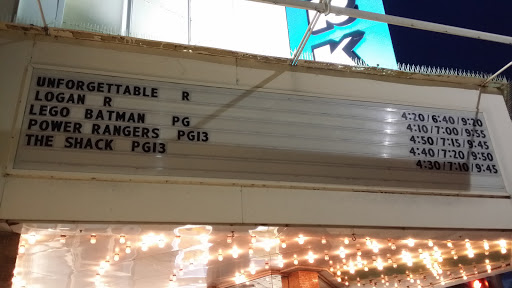 UNFORGETTABLE R 4:20/6:40/9:20
LOGAN R 4:10/7:00/9:55
LEGO BATMAN PG 4:50/7:15/9:45
POWER RANGERS PG13 4:40/7:20/9:50
THE SHACK PG13 4:30/7:10/9:45